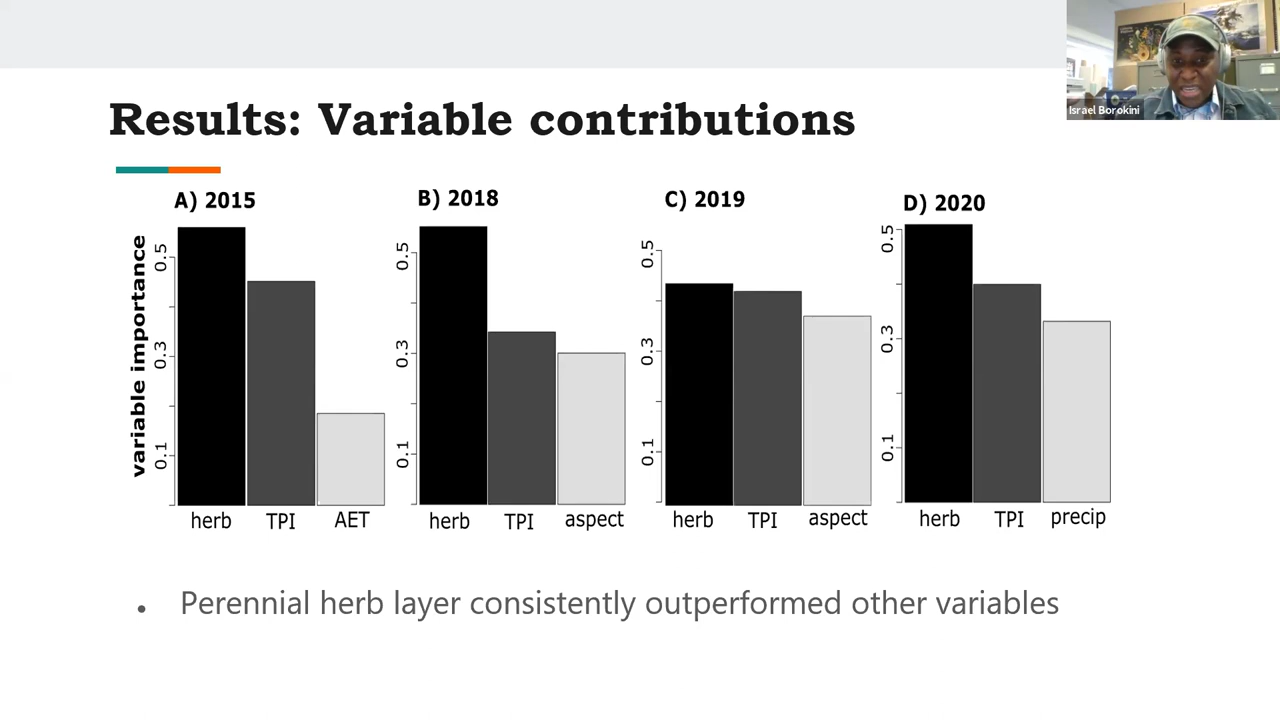 Israel Borokini
Results: Variable contributions
A) 2015
B) 2018
C) 2019
D) 2020
variable importance
0.5
0.3
0.1
0.5
0.3
0.1
0.5
0.3
0.1
0.5
0.3
0.1
herb TPI AET
herb TPI aspect
herb TPI aspect
herb TPI precip
• Perennial herb layer consistently outperformed other variables